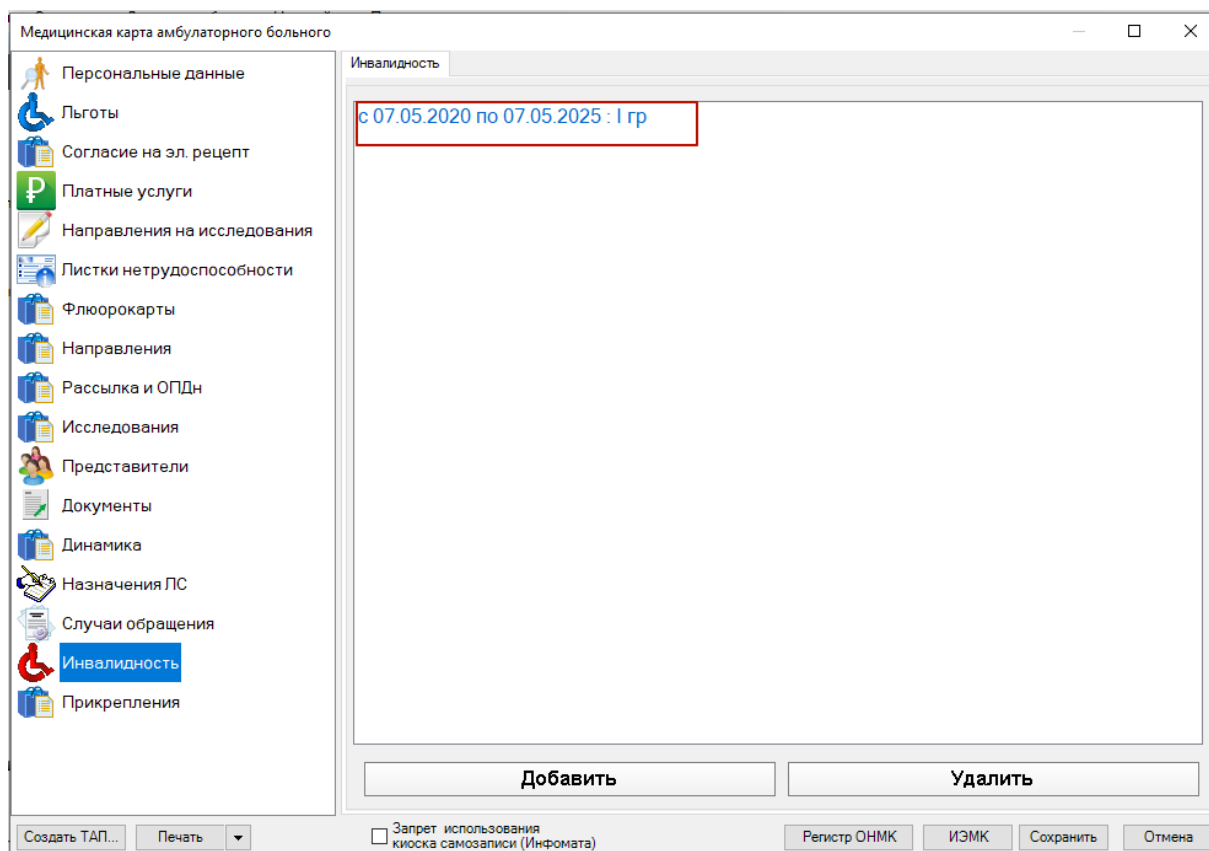 Медицинская карта амбулаторного больного
Персональные данные
Льготы
Согласие на эл. рецепт
Платные услуги
Направления на исследования
Листки нетрудоспособности
Флюорокарты
Направления
Рассылка и ОПДн
Исследования
Представители
Документы
Динамика
Назначения ЛС
Случаи обращения
Инвалидность
Прикрепления
Инвалидность
с 07.05.2020 по 07.05.2025 : I гр
Добавить
Удалить
Создать ТАП...
Печать
Запрет использования
киоска самозаписи (Инфомата)
Регистр ОНМК
ИЭМК
Сохранить
Отмена